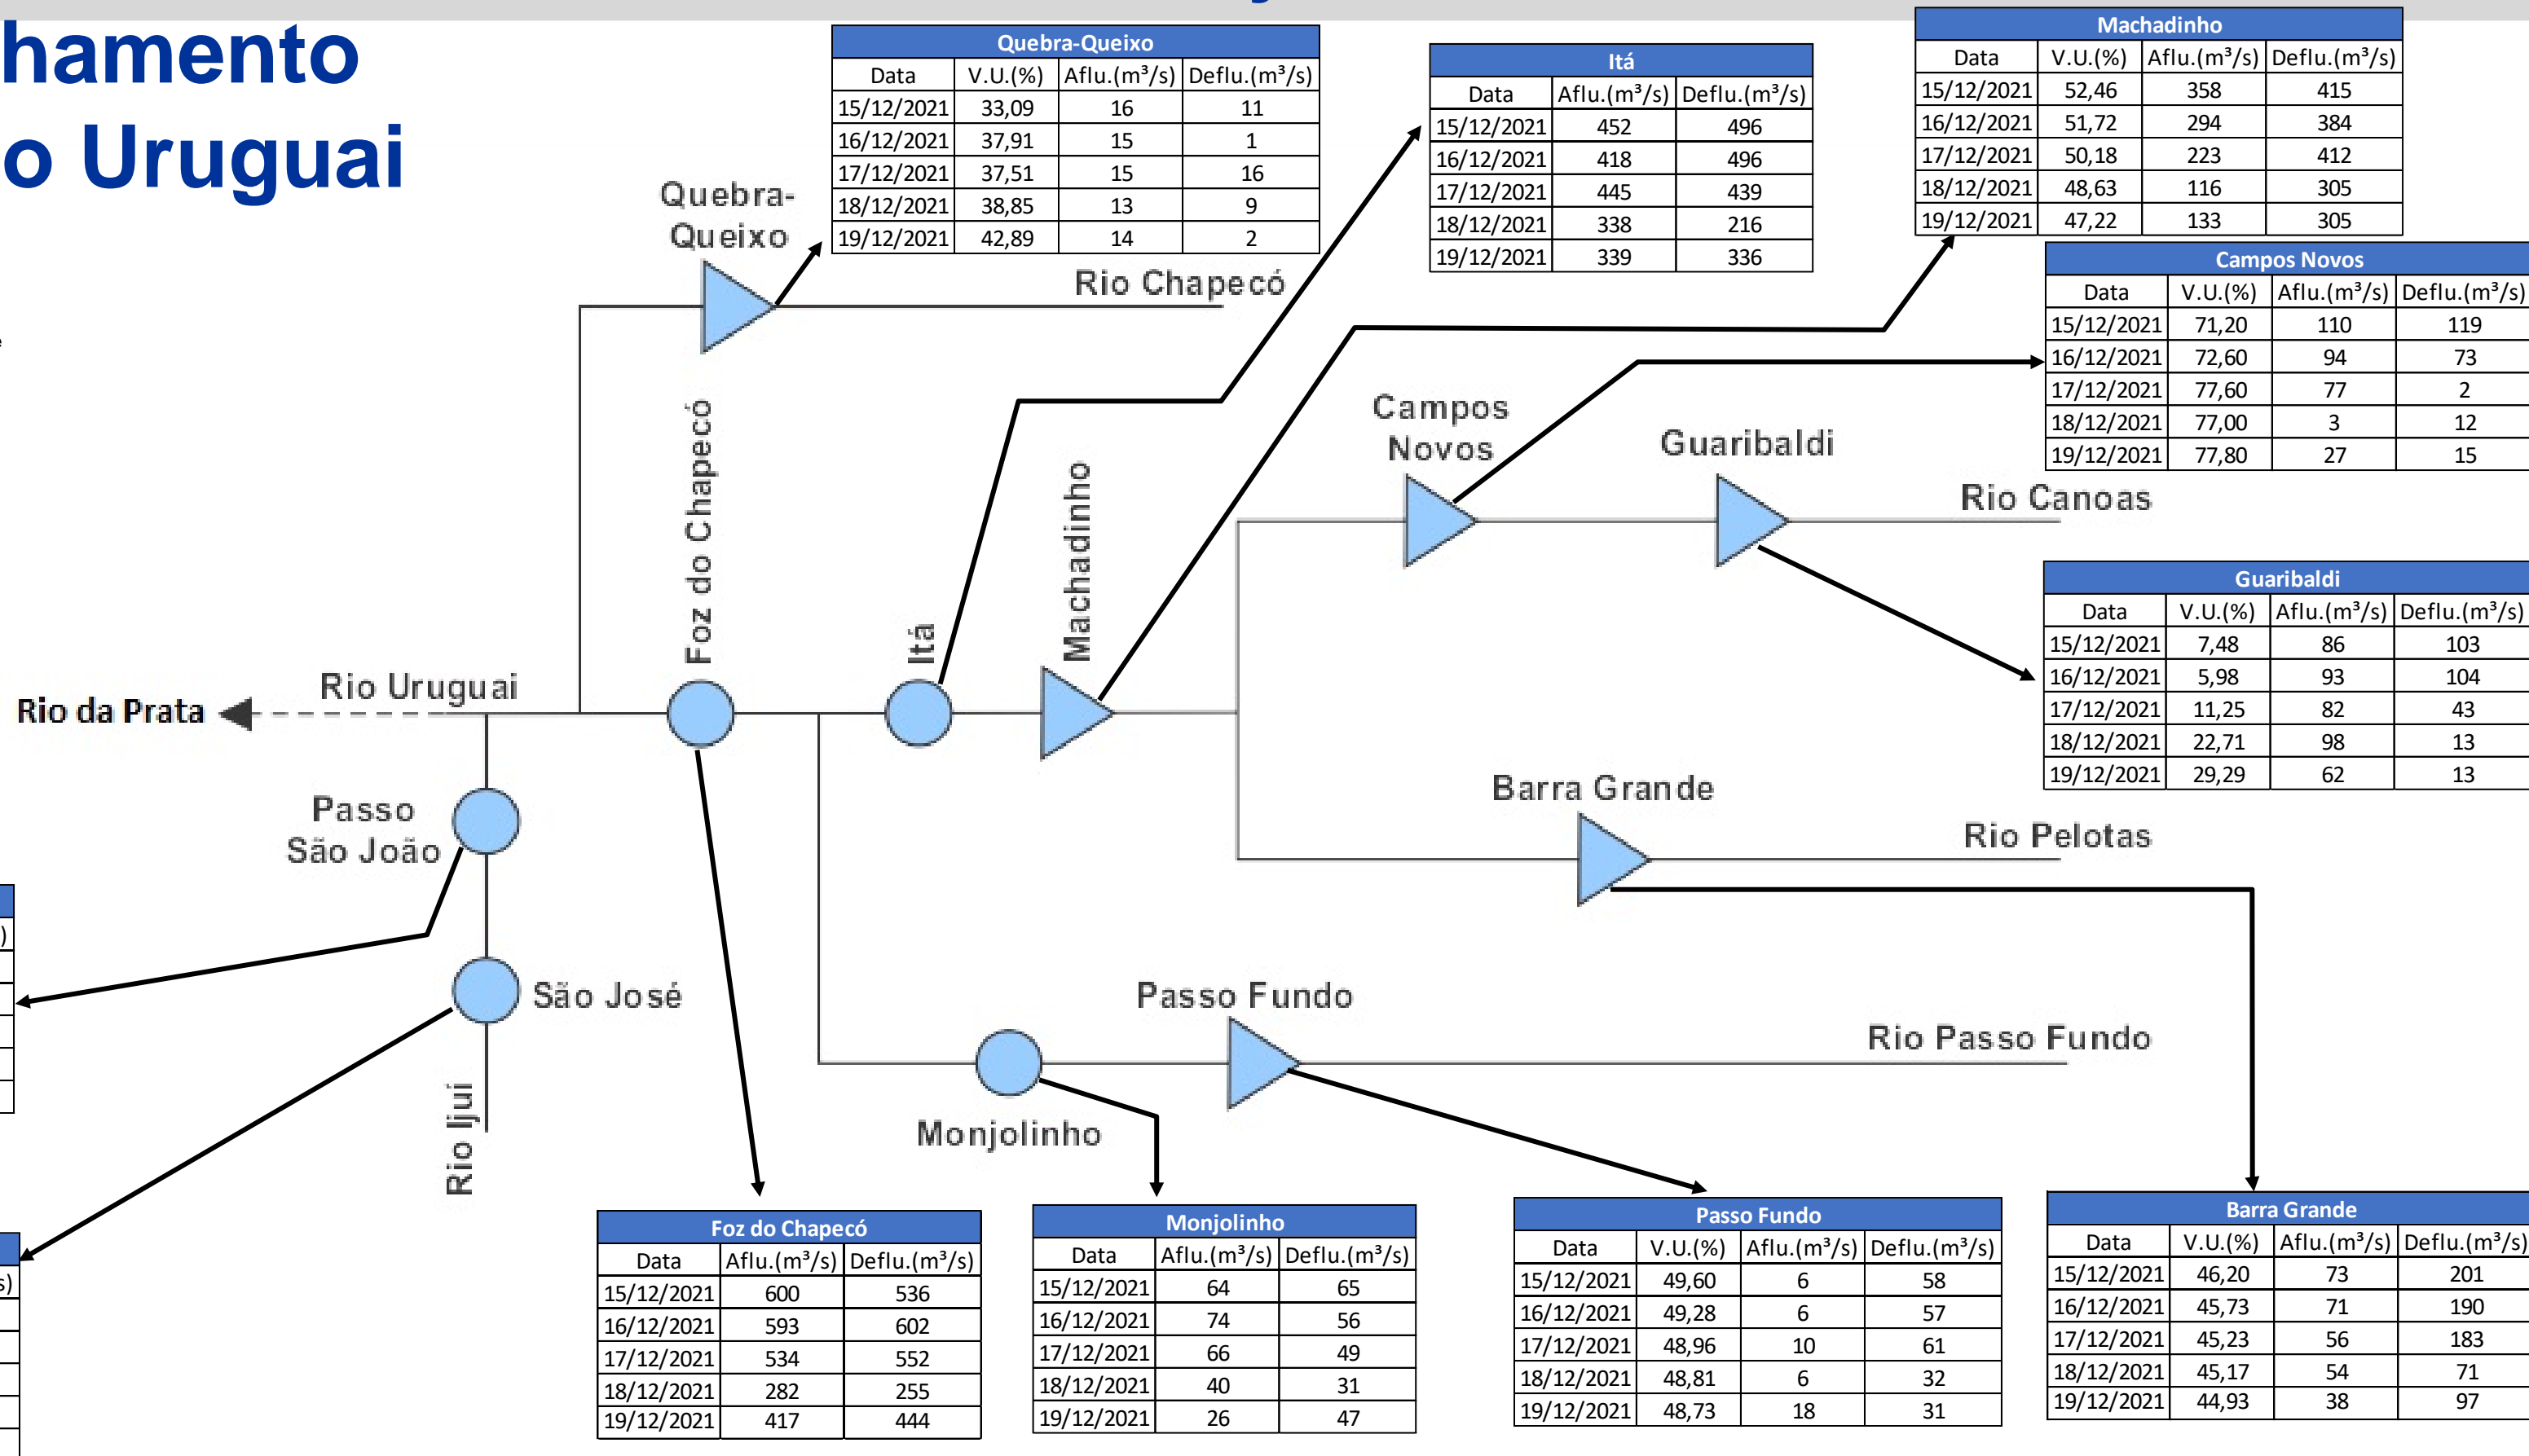 hamento
o Uruguai
Quebra-Queixo
Data V.U.(%) Aflu.(m³/s) Deflu.(m³/s)
15/12/2021 33,09 16 11
16/12/2021 37,91 15 1
17/12/2021 37,51 15 16
18/12/2021 38,85 13 9
19/12/2021 42,89 14 2
Itá
Data Aflu.(m³/s) Deflu.(m³/s)
15/12/2021 452 496
16/12/2021 418 496
17/12/2021 445 439
18/12/2021 338 216
19/12/2021 339 336
Machadinho
Data V.U.(%) Aflu.(m³/s) Deflu.(m³/s)
15/12/2021 52,46 358 415
16/12/2021 51,72 294 384
17/12/2021 50,18 223 412
18/12/2021 48,63 116 305
19/12/2021 47,22 133 305
Campos Novos
Data V.U.(%) Aflu.(m³/s) Deflu.(m³/s)
15/12/2021 71,20 110 119
16/12/2021 72,60 94 73
17/12/2021 77,60 77 2
18/12/2021 77,00 3 12
19/12/2021 77,80 27 15
Quebra-
Queixo
Rio Chapecó
Foz do Chapecó
Itá
Machadinho
Campos
Novos
Guaribaldi
Rio Canoas
Guaribaldi
Data V.U.(%) Aflu.(m³/s) Deflu.(m³/s)
15/12/2021 7,48 86 103
16/12/2021 5,98 93 104
17/12/2021 11,25 82 43
18/12/2021 22,71 98 13
19/12/2021 29,29 62 13
Rio da Prata
Rio Uruguai
Passo
São João
São José
Rio Ijuí
Barra Grande
Rio Pelotas
Passo Fundo
Rio Passo Fundo
Monjolinho
)
s)
Foz do Chapecó
Data Aflu.(m³/s) Deflu.(m³/s)
15/12/2021 600 536
16/12/2021 593 602
17/12/2021 534 552
18/12/2021 282 255
19/12/2021 417 444
Monjolinho
Data Aflu.(m³/s) Deflu.(m³/s)
15/12/2021 64 65
16/12/2021 74 56
17/12/2021 66 49
18/12/2021 40 31
19/12/2021 26 47
Passo Fundo
Data V.U.(%) Aflu.(m³/s) Deflu.(m³/s)
15/12/2021 49,60 6 58
16/12/2021 49,28 6 57
17/12/2021 48,96 10 61
18/12/2021 48,81 6 32
19/12/2021 48,73 18 31
Barra Grande
Data V.U.(%) Aflu.(m³/s) Deflu.(m³/s)
15/12/2021 46,20 73 201
16/12/2021 45,73 71 190
17/12/2021 45,23 56 183
18/12/2021 45,17 54 71
19/12/2021 44,93 38 97